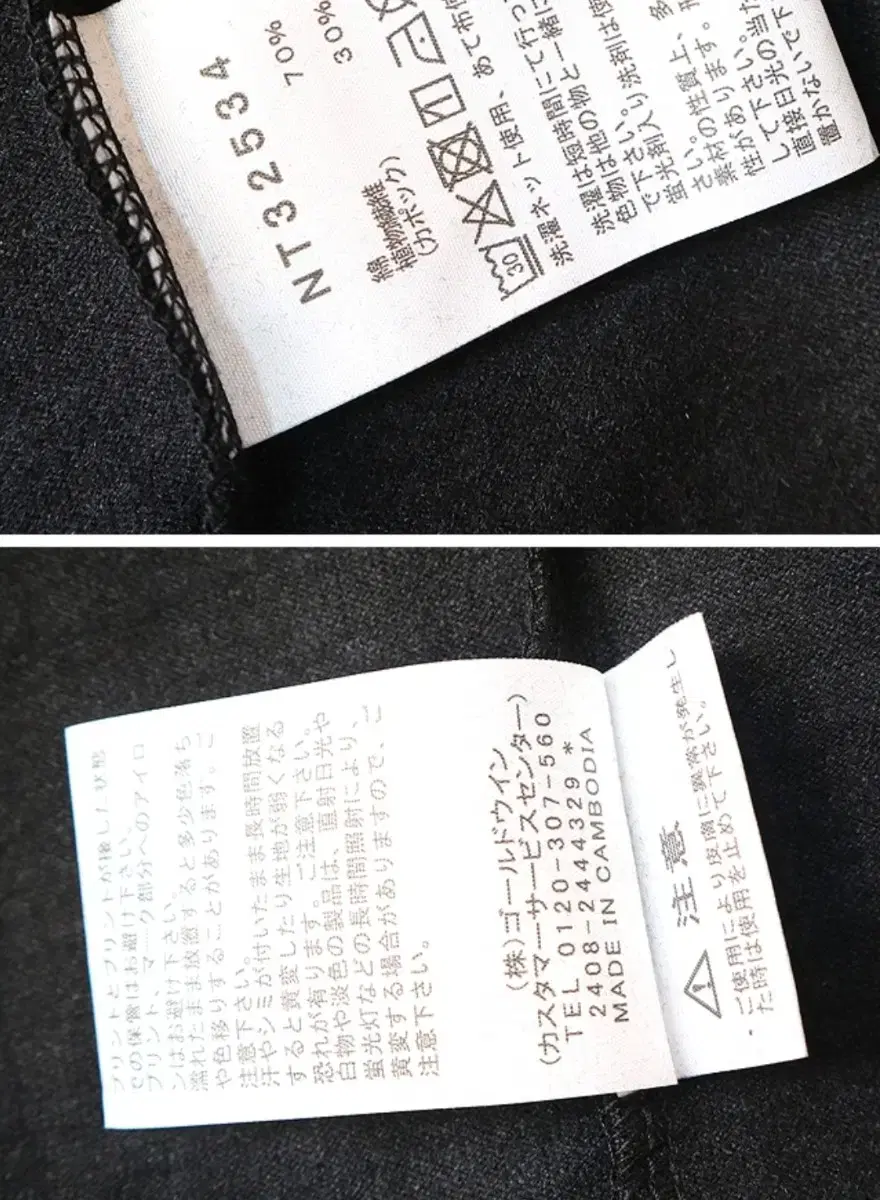 NT32534
綿 70%
植物繊維 30%
(カポック)
30
洗濯ネット使用、あて布使
洗濯は短時間にて行っ
色物は他の物と一緒に
で下さい。
蛍光剤入り洗剤は使
さい。
素材の性質上、多
性があります。
して下さい。
直接日光の当た
置かないで下
プリントとプリントが接した状態
での保管はお避け下さい。
プリント、マーク部分へのアイロ
ンはお避け下さい。
濡れたまま放置すると多少色落ち
や色移りすることがあります。ご
注意下さい。
汗やシミが付いたまま長時間放置
すると黄変したり生地が弱くなる
恐れが有ります。ご注意下さい。
白物や淡色の製品は、直射日光や
蛍光灯などの長時間照射により、
黄変する場合がありますので、ご
注意下さい。
(株)ゴールドウイン
(カスタマーサービスセンター)
TEL 0120-307-560
2408-2444329 *
MADE IN CAMBODIA
注意
・ご使用により皮膚に異常が発生し
た時は使用を止めて下さい。